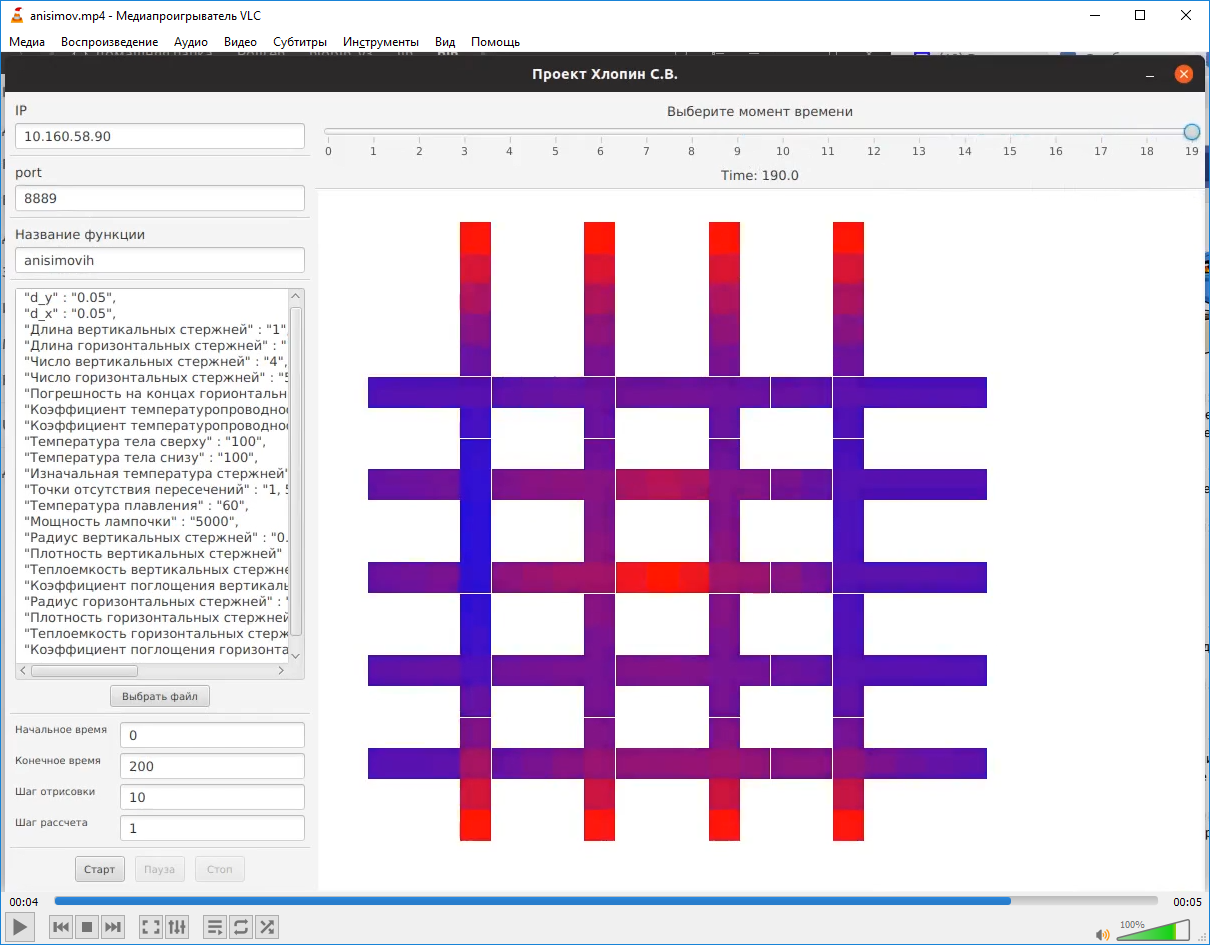 anisimov.mp4 - Медиапроигрыватель VLC
Медиа Воспроизведение Аудио Видео Субтитры Инструменты Вид Помощь
Проект Хлопин С.В.
IP
10.160.58.90
port
8889
Название функции
anisimovih
"d_y" : "0.05",
"d_x" : "0.05",
"Длина вертикальных стержней" : "1"
"Длина горизонтальных стержней" : "
"Число вертикальных стержней" : "4",
"Число горизонтальных стержней" : "5
"Погрешность на концах горионтальн
"Коэффициент температуропроводно
"Коэффициент температуропроводно
"Температура тела сверху" : "100",
"Температура тела снизу" : "100",
"Изначальная температура стержней"
"Точки отсутствия пересечений" : "1, 5
"Температура плавления" : "60",
"Мощность лампочки" : "5000",
"Радиус вертикальных стержней" : "0.
"Плотность вертикальных стержней"
"Теплоемкость вертикальных стержне
"Коэффициент поглощения вертикаль
"Радиус горизонтальных стержней" : "
"Плотность горизонтальных стержней
"Теплоемкость горизонтальных стерж
"Коэффициент поглощения горизонта
Выбрать файл
Начальное время 0
Конечное время 200
Шаг отрисовки 10
Шаг рассчета 1
Старт Пауза Стоп
Выберите момент времени
0 1 2 3 4 5 6 7 8 9 10 11 12 13 14 15 16 17 18 19
Time: 190.0
00:04 00:05
100%